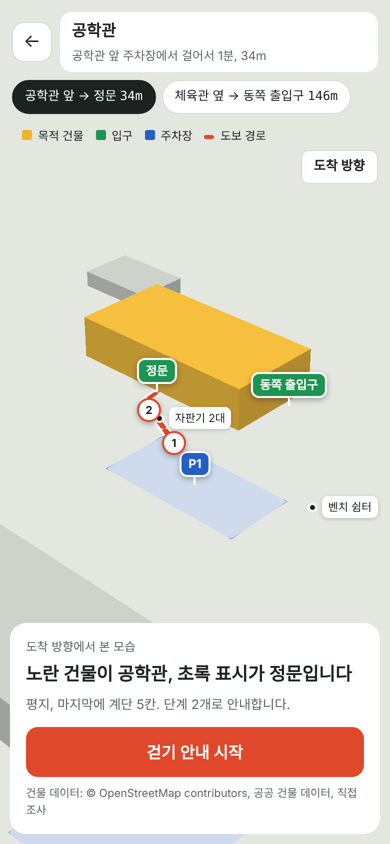 공학관
공학관 앞 주차장에서 걸어서 1분, 34m
공학관 앞 → 정문 34m
체육관 옆 → 동쪽 출입구 146m
목적 건물
입구
주차장
도보 경로
도착 방향
정문
동쪽 출입구
2
자판기 2대
1
P1
벤치 쉼터
도착 방향에서 본 모습
노란 건물이 공학관, 초록 표시가 정문입니다
평지, 마지막에 계단 5칸. 단계 2개로 안내합니다.
걷기 안내 시작
건물 데이터: © OpenStreetMap contributors, 공공 건물 데이터, 직접
조사